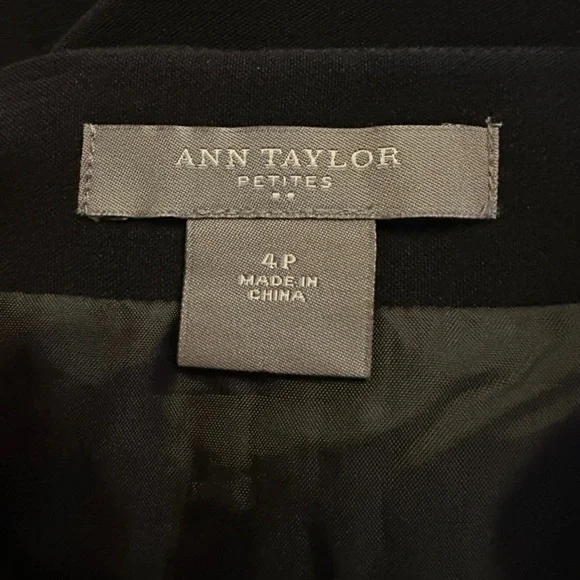 ANN TAYLOR
PETITES
4P
MADE IN
CHINA